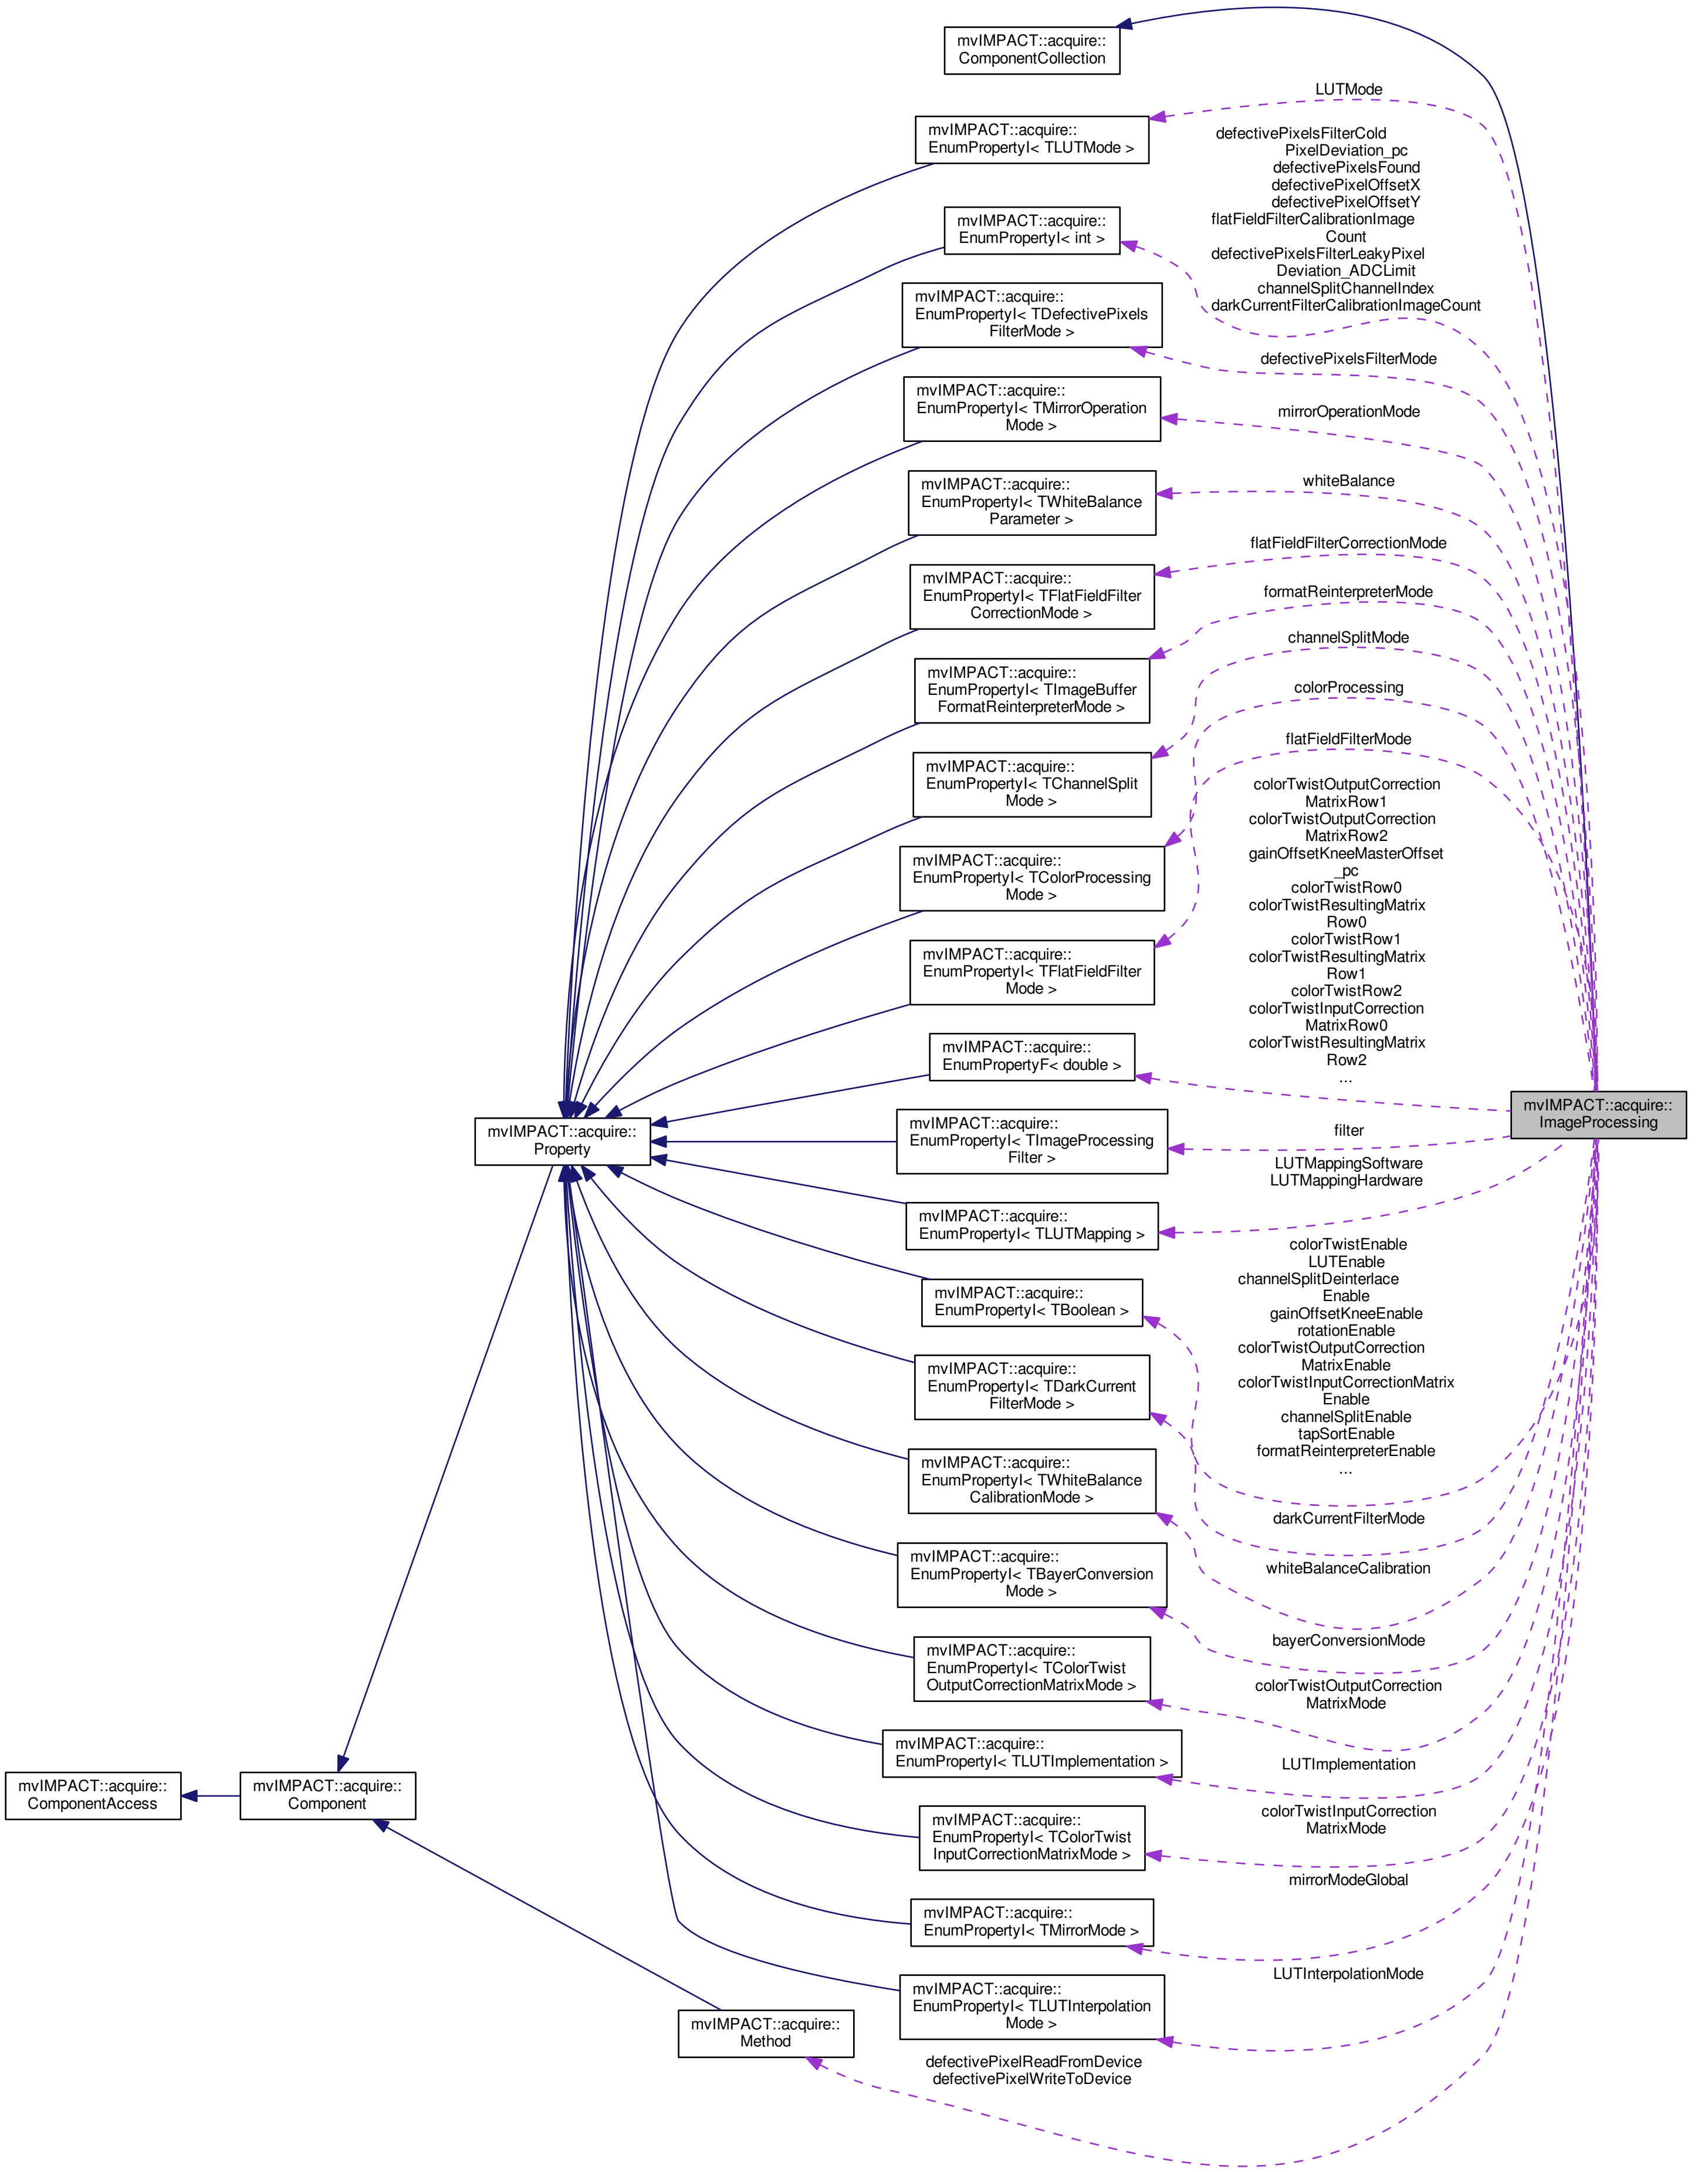 mvIMPACT::acquire::
ComponentCollection
LUTMode
mvIMPACT::acquire::
EnumPropertyI< TLUTMode >
defectivePixelsFilterCold
PixelDeviation_pc
defectivePixelsFound
defectivePixelOffsetX
defectivePixelOffsetY
flatFieldFilterCalibrationImage
Count
defectivePixelsFilterLeakyPixel
Deviation_ADCLimit
channelSplitChannelIndex
darkCurrentFilterCalibrationImageCount
mvIMPACT::acquire::
EnumPropertyI< int >
mvIMPACT::acquire::
EnumPropertyI< TDefectivePixels
FilterMode >
defectivePixelsFilterMode
mvIMPACT::acquire::
EnumPropertyI< TMirrorOperation
Mode >
mirrorOperationMode
mvIMPACT::acquire::
EnumPropertyI< TWhiteBalance
Parameter >
whiteBalance
mvIMPACT::acquire::
EnumPropertyI< TFlatFieldFilter
CorrectionMode >
flatFieldFilterCorrectionMode
formatReinterpreterMode
mvIMPACT::acquire::
EnumPropertyI< TImageBuffer
FormatReinterpreterMode >
channelSplitMode
mvIMPACT::acquire::
EnumPropertyI< TChannelSplit
Mode >
colorProcessing
mvIMPACT::acquire::
EnumPropertyI< TColorProcessing
Mode >
flatFieldFilterMode
mvIMPACT::acquire::
EnumPropertyI< TFlatFieldFilter
Mode >
colorTwistOutputCorrection
MatrixRow1
colorTwistOutputCorrection
MatrixRow2
gainOffsetKneeMasterOffset
_pc
colorTwistRow0
colorTwistResultingMatrix
Row0
colorTwistRow1
colorTwistResultingMatrix
Row1
colorTwistRow2
colorTwistInputCorrection
MatrixRow0
colorTwistResultingMatrix
Row2
...
mvIMPACT::acquire::
EnumPropertyF< double >
mvIMPACT::acquire::
ImageProcessing
mvIMPACT::acquire::
Property
mvIMPACT::acquire::
EnumPropertyI< TImageProcessing
Filter >
filter
LUTMappingSoftware
LUTMappingHardware
mvIMPACT::acquire::
EnumPropertyI< TLUTMapping >
mvIMPACT::acquire::
EnumPropertyI< TBoolean >
colorTwistEnable
LUTEnable
channelSplitDeinterlace
Enable
gainOffsetKneeEnable
rotationEnable
colorTwistOutputCorrection
MatrixEnable
colorTwistInputCorrectionMatrix
Enable
channelSplitEnable
tapSortEnable
formatReinterpreterEnable
...
mvIMPACT::acquire::
EnumPropertyI< TDarkCurrent
FilterMode >
darkCurrentFilterMode
mvIMPACT::acquire::
EnumPropertyI< TWhiteBalance
CalibrationMode >
whiteBalanceCalibration
mvIMPACT::acquire::
EnumPropertyI< TBayerConversion
Mode >
bayerConversionMode
mvIMPACT::acquire::
EnumPropertyI< TColorTwist
OutputCorrectionMatrixMode >
colorTwistOutputCorrection
MatrixMode
mvIMPACT::acquire::
EnumPropertyI< TLUTImplementation >
LUTImplementation
mvIMPACT::acquire::
ComponentAccess
mvIMPACT::acquire::
Component
mvIMPACT::acquire::
EnumPropertyI< TColorTwist
InputCorrectionMatrixMode >
colorTwistInputCorrection
MatrixMode
mirrorModeGlobal
mvIMPACT::acquire::
EnumPropertyI< TMirrorMode >
LUTInterpolationMode
mvIMPACT::acquire::
EnumPropertyI< TLUTInterpolation
Mode >
mvIMPACT::acquire::
Method
defectivePixelReadFromDevice
defectivePixelWriteToDevice